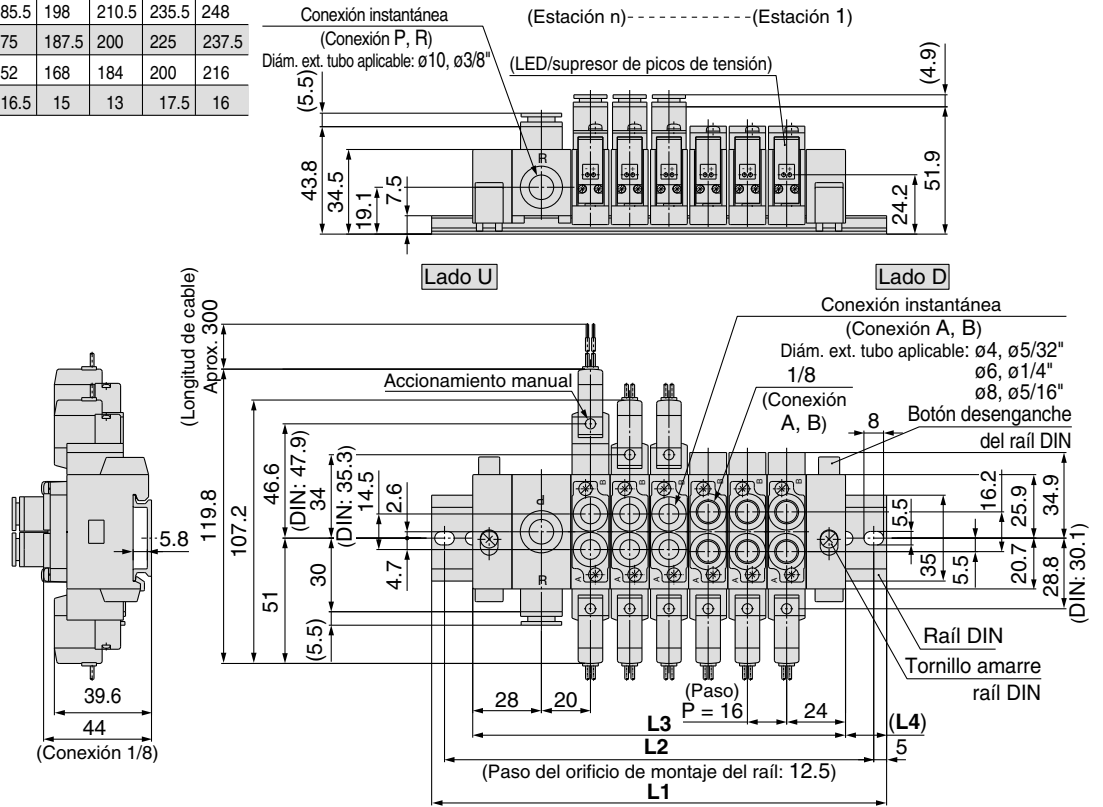 85.5 198 210.5 235.5 248
75 187.5 200 225 237.5
52 168 184 200 216
16.5 15 13 17.5 16
Conexión instantánea
(Conexión P, R)
Diám. ext. tubo aplicable: ø10, ø3/8"
(Estación n)------------(Estación 1)
(LED/supresor de picos de tensión)
(5.5)
43.8
34.5
19.1
7.5
R
(4.9)
51.9
24.2
Lado U
Lado D
Conexión instantánea
(Conexión A, B)
Diám. ext. tubo aplicable: ø4, ø5/32"
ø6, ø1/4"
ø8, ø5/16"
1/8
(Conexión
A, B)
Botón desenganche
del raíl DIN
8
(Longitud de cable)
Aprox. 300
Accionamiento manual
119.8
107.2
46.6
(DIN: 47.9)
34
(DIN: 35.3)
14.5
2.6
4.7
30
51
(5.5)
P
R
B B B B B B
A A A A A A
5.5
16.2
25.9
34.9
35
5.5
20.7
28.8
(DIN: 30.1)
5.8
39.6
44
(Conexión 1/8)
Raíl DIN
Tornillo amarre
raíl DIN
28
20
(Paso)
P = 16
24
L3
(L4)
L2
5
(Paso del orificio de montaje del raíl: 12.5)
L1